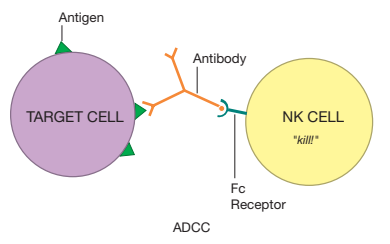 Antigen
Antibody
TARGET CELL
NK CELL
"kill!"
Fc
Receptor
ADCC